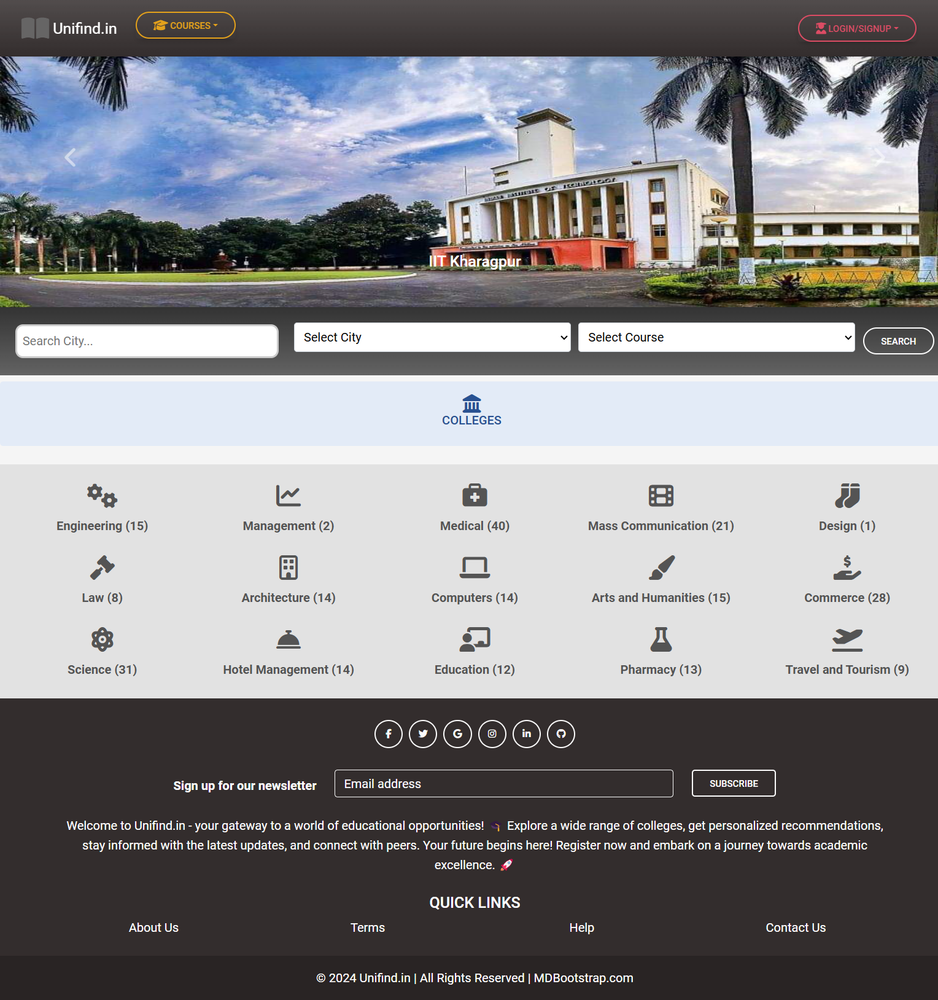 Unifind.in
COURSES
LOGIN/SIGNUP
INDIAN INSTITUTE OF TECHNOLOGY
IIT Kharagpur
Search City...
Select City
Select Course
SEARCH
COLLEGES
Engineering (15)
Management (2)
Medical (40)
Mass Communication (21)
Design (1)
Law (8)
Architecture (14)
Computers (14)
Arts and Humanities (15)
Commerce (28)
Science (31)
Hotel Management (14)
Education (12)
Pharmacy (13)
Travel and Tourism (9)
Sign up for our newsletter
Email address
SUBSCRIBE
Welcome to Unifind.in - your gateway to a world of educational opportunities! 🎓 Explore a wide range of colleges, get personalized recommendations,
stay informed with the latest updates, and connect with peers. Your future begins here! Register now and embark on a journey towards academic
excellence. 🚀
QUICK LINKS
About Us
Terms
Help
Contact Us
© 2024 Unifind.in | All Rights Reserved | MDBootstrap.com